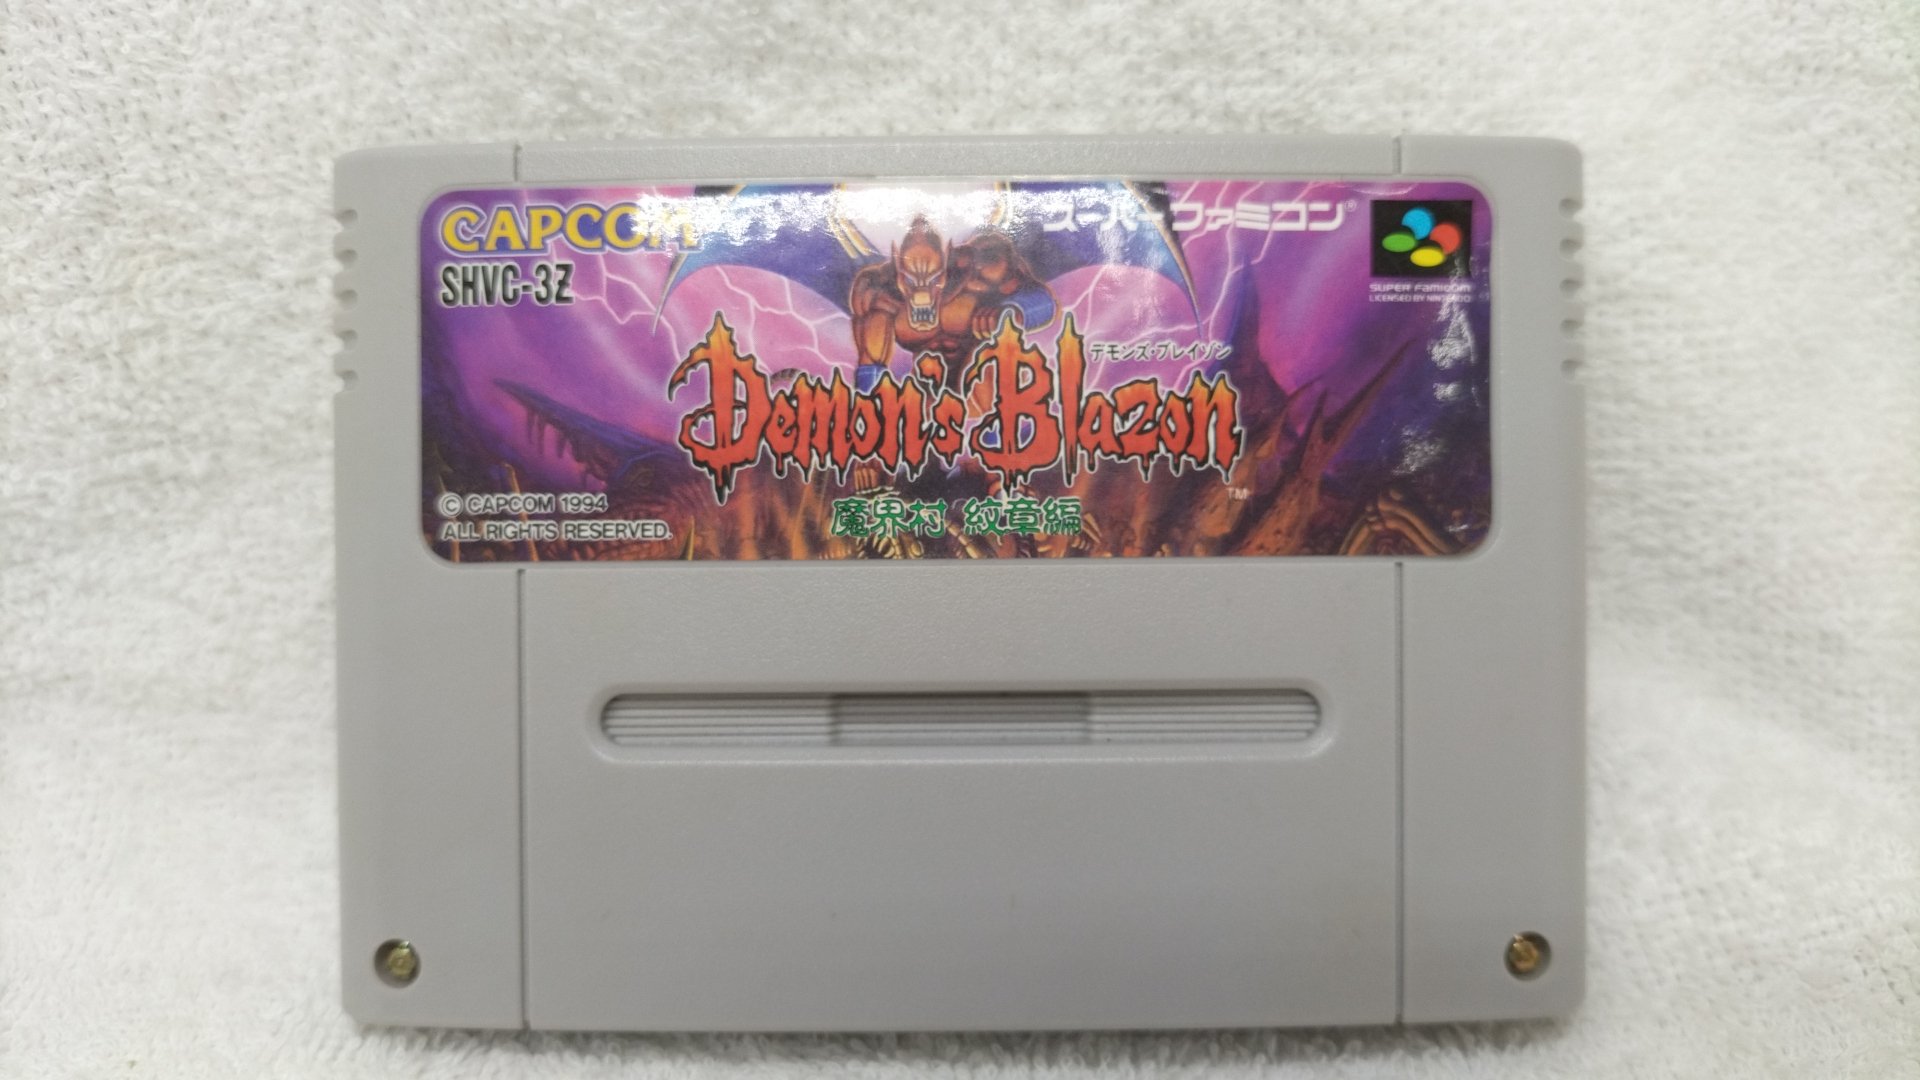 CAPCOM
スーパーファミコン®
SHVC-3Z
SUPER FAMICOM
LICENSED BY NINTENDO
デモンズ・ブレイゾン
Demon's Blazon
TM
魔界村 紋章編
© CAPCOM 1994
ALL RIGHTS RESERVED.